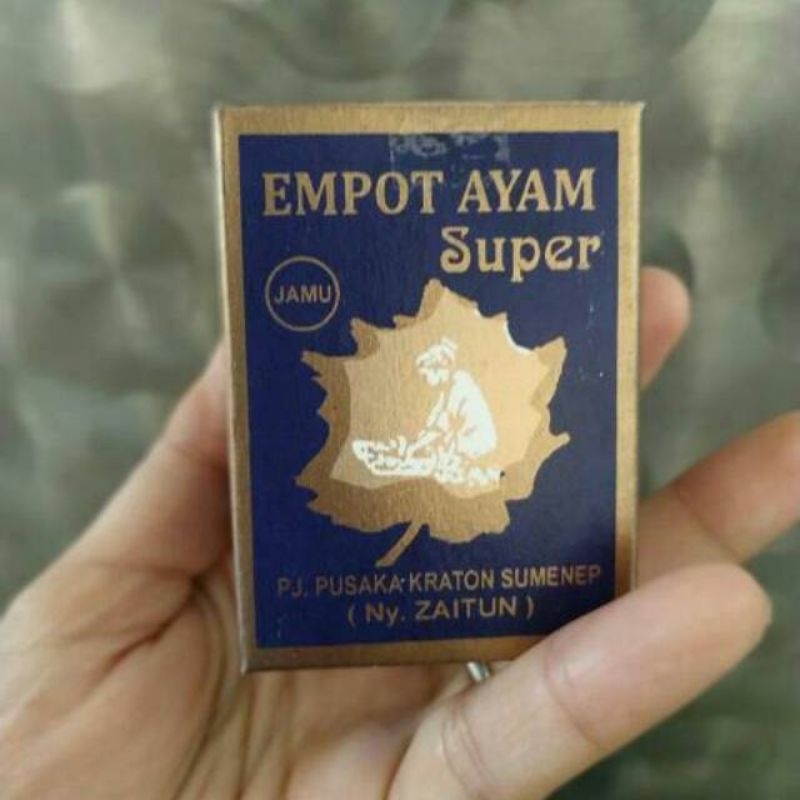 EMPOT AYAM
Super
JAMU
PJ. PUSAKA KRATON SUMENEP
( Ny. ZAITUN )